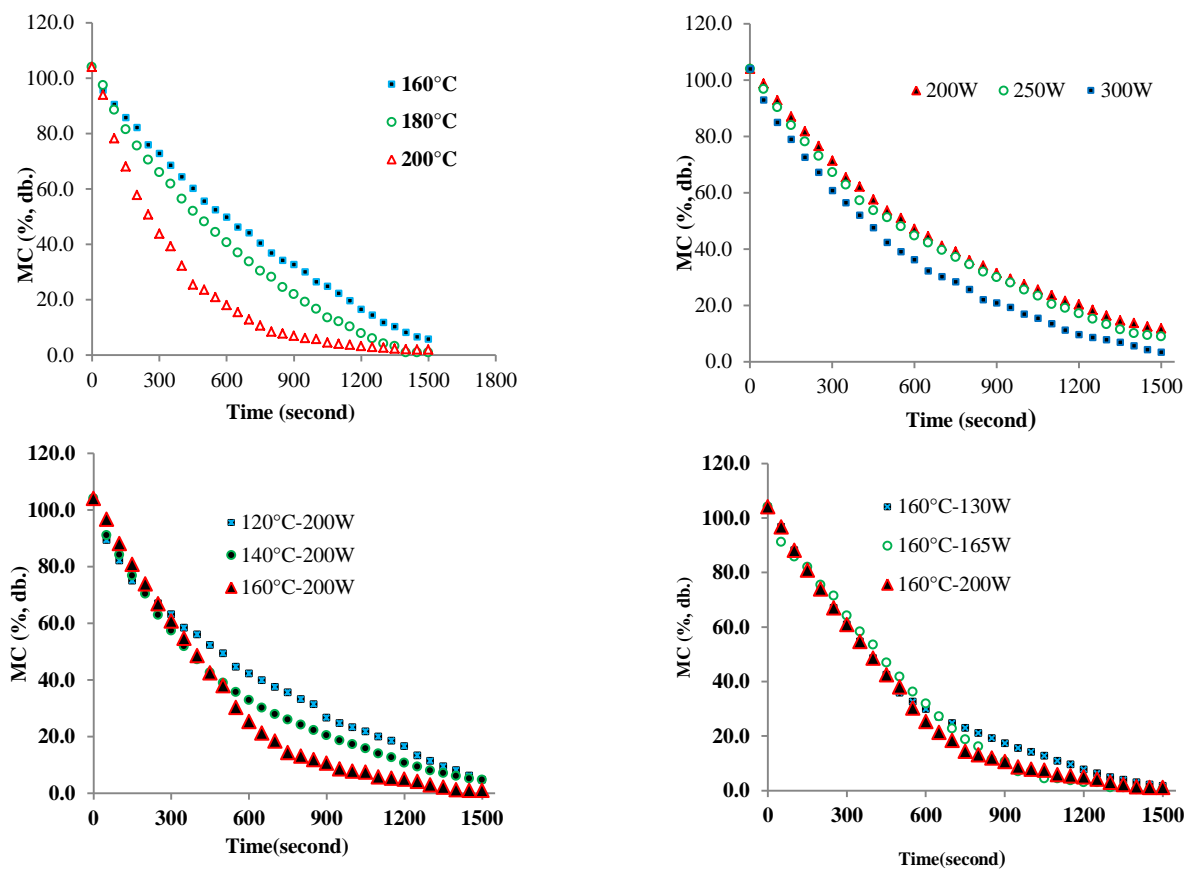 120.0
100.0
80.0
60.0
40.0
20.0
0.0
MC (%, db.)
160°C
180°C
200°C
0 300 600 900 1200 1500 1800
Time (second)
120.0
100.0
80.0
60.0
40.0
20.0
0.0
MC (%, db.)
200W 250W 300W
0 300 600 900 1200 1500
Time (second)
120.0
100.0
80.0
60.0
40.0
20.0
0.0
MC (%, db.)
120°C-200W
140°C-200W
160°C-200W
0 300 600 900 1200 1500
Time(second)
120.0
100.0
80.0
60.0
40.0
20.0
0.0
MC (%, db.)
160°C-130W
160°C-165W
160°C-200W
0 300 600 900 1200 1500
Time(second)